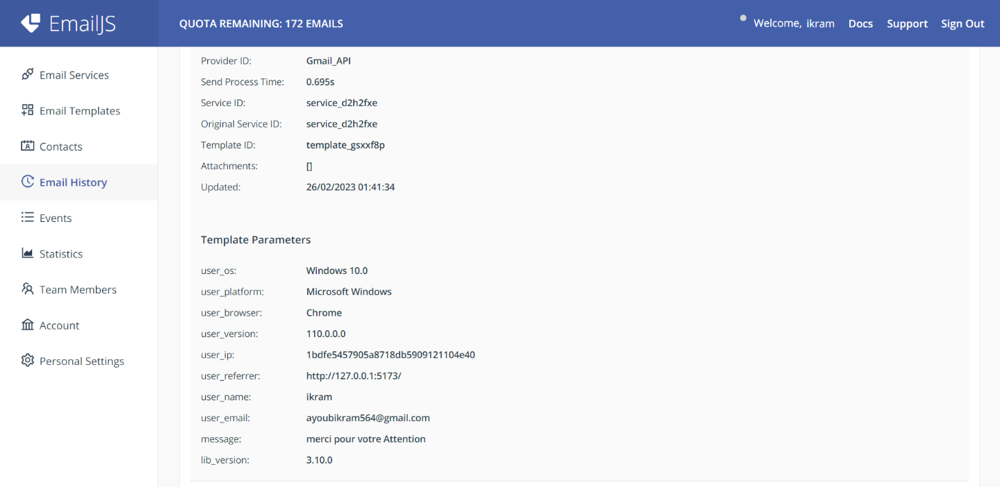 EmailJS
QUOTA REMAINING: 172 EMAILS
Welcome, ikram
Docs
Support
Sign Out
Email Services
Email Templates
Contacts
Email History
Events
Statistics
Team Members
Account
Personal Settings
Provider ID: Gmail_API
Send Process Time: 0.695s
Service ID: service_d2h2fxe
Original Service ID: service_d2h2fxe
Template ID: template_gsxxf8p
Attachments: []
Updated: 26/02/2023 01:41:34
Template Parameters
user_os: Windows 10.0
user_platform: Microsoft Windows
user_browser: Chrome
user_version: 110.0.0.0
user_ip: 1bdfe5457905a8718db5909121104e40
user_referrer: http://127.0.0.1:5173/
user_name: ikram
user_email: ayoubikram564@gmail.com
message: merci pour votre Attention
lib_version: 3.10.0